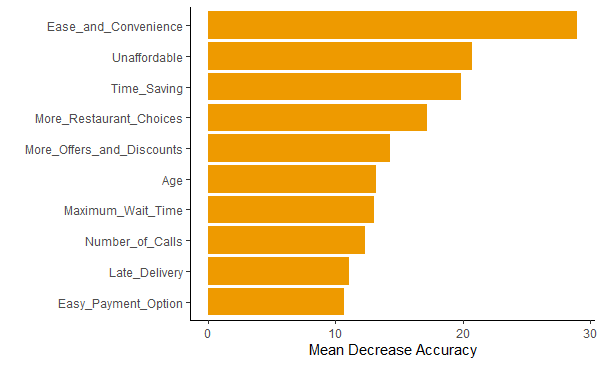 Ease_and_Convenience
Unaffordable
Time_Saving
More_Restaurant_Choices
More_Offers_and_Discounts
Age
Maximum_Wait_Time
Number_of_Calls
Late_Delivery
Easy_Payment_Option
0 10 20 30
Mean Decrease Accuracy